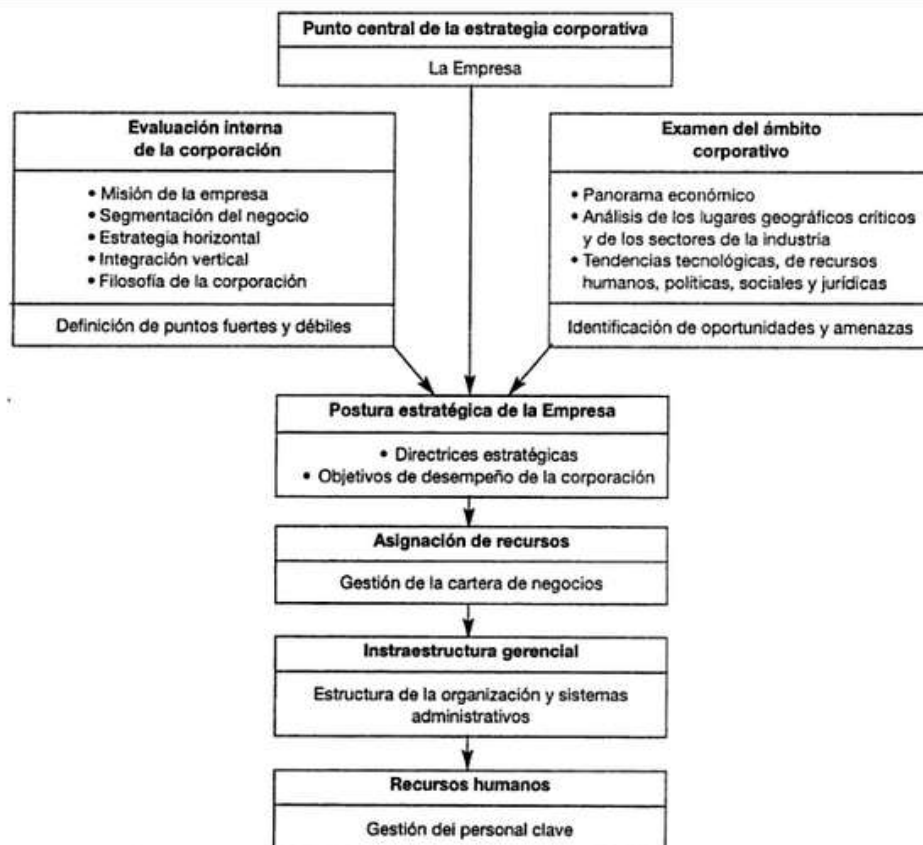 Punto central de la estrategia corporativa
La Empresa
Evaluación interna
de la corporación
• Misión de la empresa
• Segmentación del negocio
• Estrategia horizontal
• Integración vertical
• Filosofía de la corporación
Definición de puntos fuertes y débiles
Examen del ámbito
corporativo
• Panorama económico
• Análisis de los lugares geográficos críticos
y de los sectores de la industria
• Tendencias tecnológicas, de recursos
humanos, políticas, sociales y jurídicas
Identificación de oportunidades y amenazas
Postura estratégica de la Empresa
• Directrices estratégicas
• Objetivos de desempeño de la corporación
Asignación de recursos
Gestión de la cartera de negocios
Instraestructura gerencial
Estructura de la organización y sistemas
administrativos
Recursos humanos
Gestión del personal clave